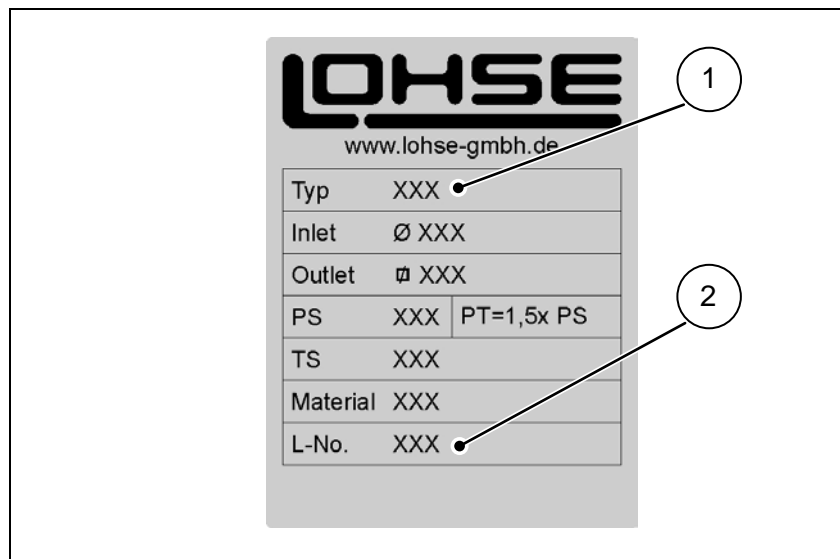 LOHSE
www.lohse-gmbh.de
Typ XXX
Inlet Ø XXX
Outlet ⌑ XXX
PS XXX PT=1,5x PS
TS XXX
Material XXX
L-No. XXX
1
2